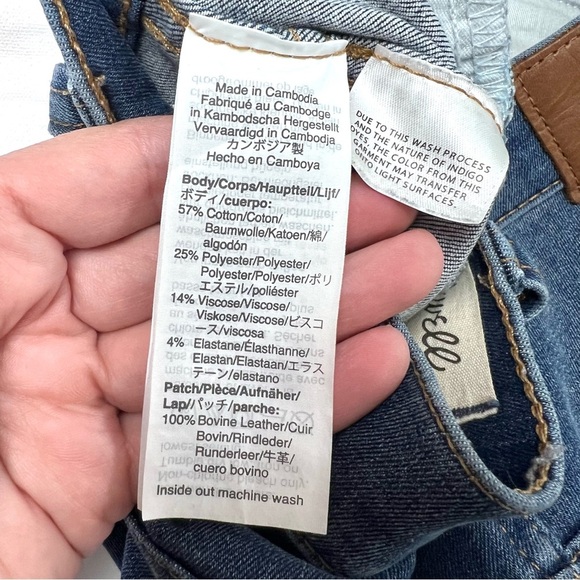 Made in Cambodia
Fabriqué au Cambodge
in Kambodscha Hergestellt
Vervaardigd in Cambodja
カンボジア製
Hecho en Camboya
Body/Corps/Hauptteil/Lijf/
ボディ/cuerpo:
57% Cotton/Coton/
Baumwolle/Katoen/綿/
algodón
25% Polyester/Polyester/
Polyester/Polyester/ポリ
エステル/poliéster
14% Viscose/Viscose/
Viskose/Viscose/ビスコ
ース/viscosa
4% Elastane/Élasthanne/
Elastan/Elastaan/エラス
テーン/elastano
Patch/Pièce/Aufnäher/
Lap/パッチ/parche:
100% Bovine Leather/Cuir
Bovin/Rindleder/
Runderleer/牛革/
cuero bovino
Inside out machine wash
DUE TO THIS WASH PROCESS
AND THE NATURE OF INDIGO
THE COLOR FROM THIS
GARMENT MAY TRANSFER
ONTO LIGHT SURFACES.
well